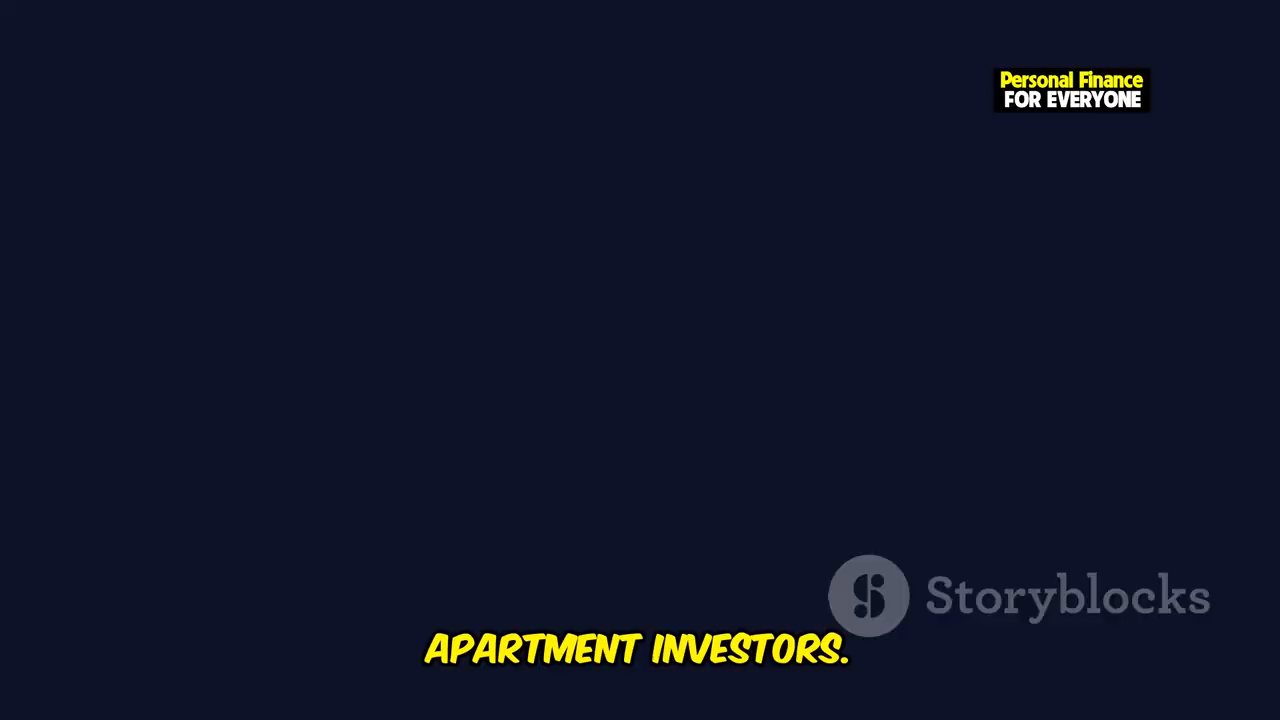 Personal Finance
FOR EVERYONE
Storyblocks
APARTMENT INVESTORS.